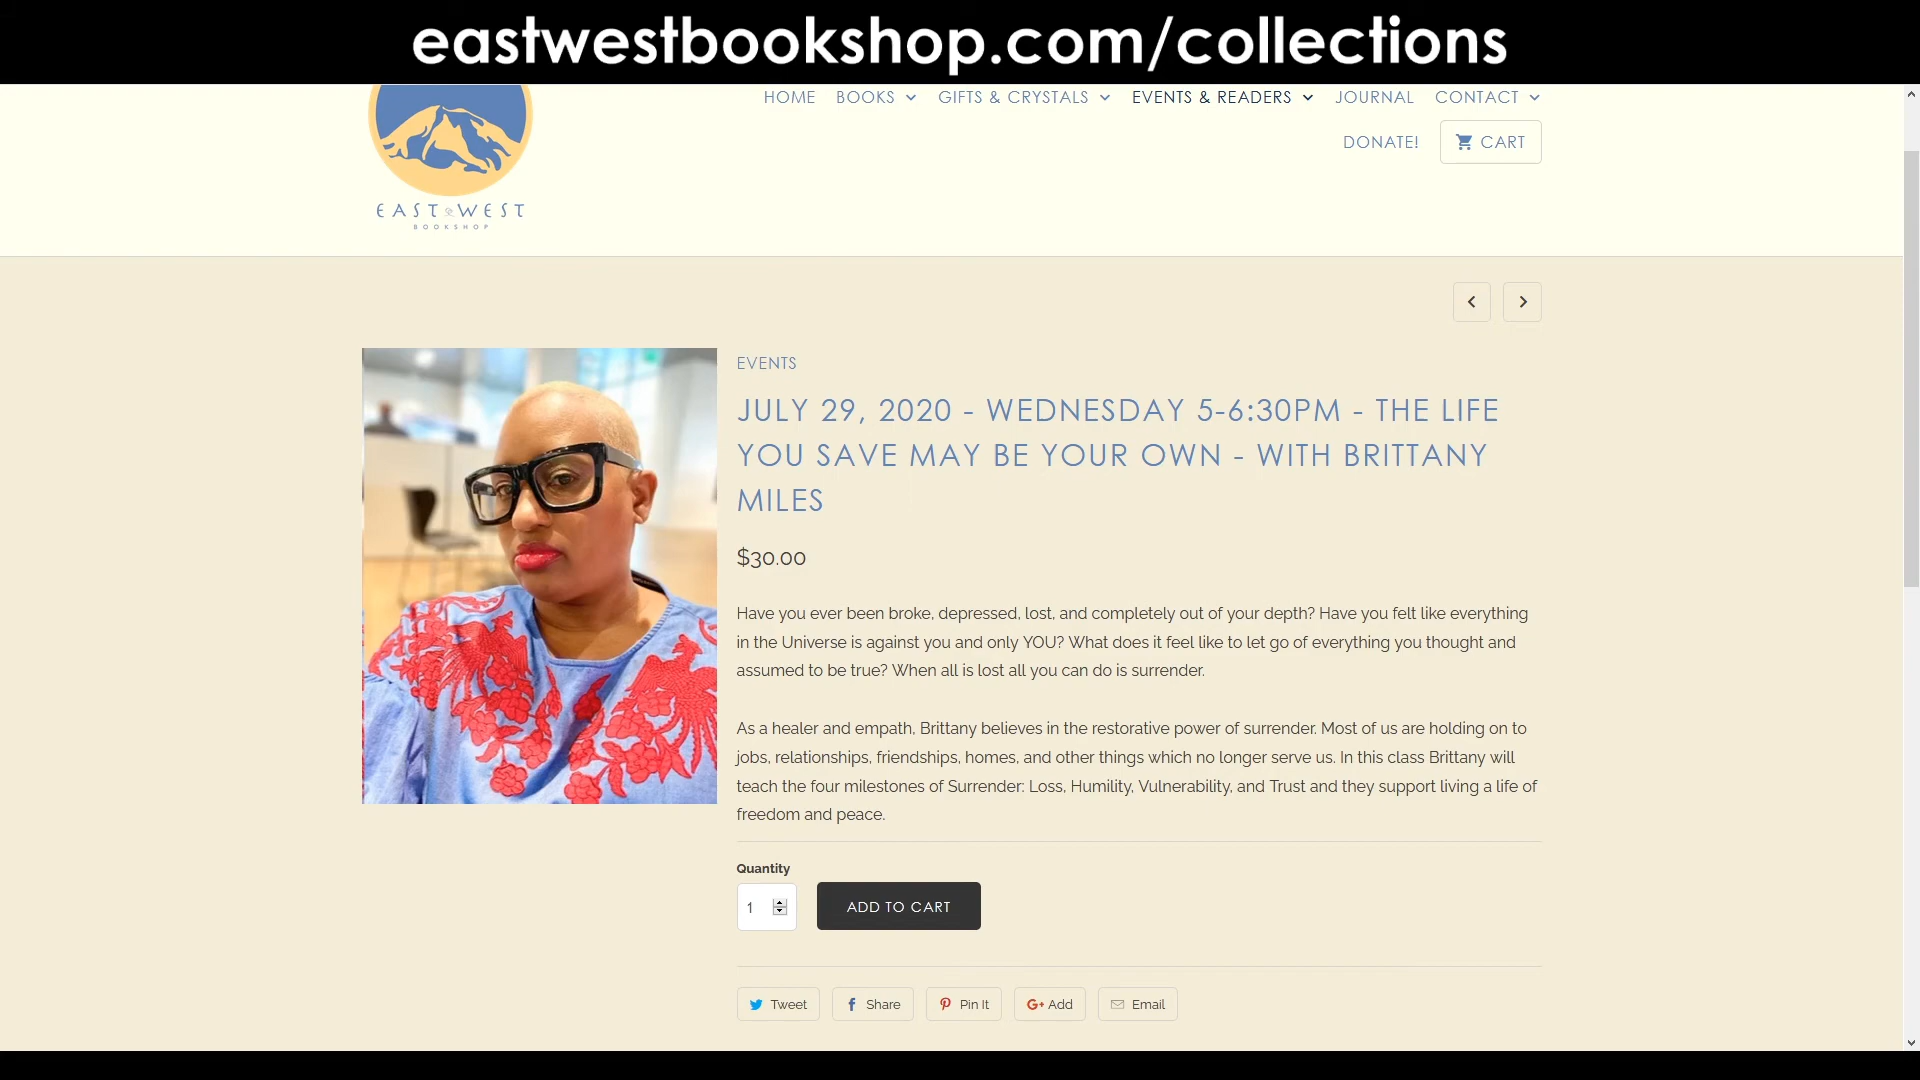 eastwestbookshop.com/collections
HOME BOOKS GIFTS & CRYSTALS EVENTS & READERS JOURNAL CONTACT
DONATE! CART
EAST WEST
BOOKSHOP
EVENTS
JULY 29, 2020 - WEDNESDAY 5-6:30PM - THE LIFE
YOU SAVE MAY BE YOUR OWN - WITH BRITTANY
MILES
$30.00
Have you ever been broke, depressed, lost, and completely out of your depth? Have you felt like everything
in the Universe is against you and only YOU? What does it feel like to let go of everything you thought and
assumed to be true? When all is lost all you can do is surrender.
As a healer and empath, Brittany believes in the restorative power of surrender. Most of us are holding on to
jobs, relationships, friendships, homes, and other things which no longer serve us. In this class Brittany will
teach the four milestones of Surrender: Loss, Humility, Vulnerability, and Trust and they support living a life of
freedom and peace.
Quantity
1 ADD TO CART
Tweet Share Pin It G+ Add Email